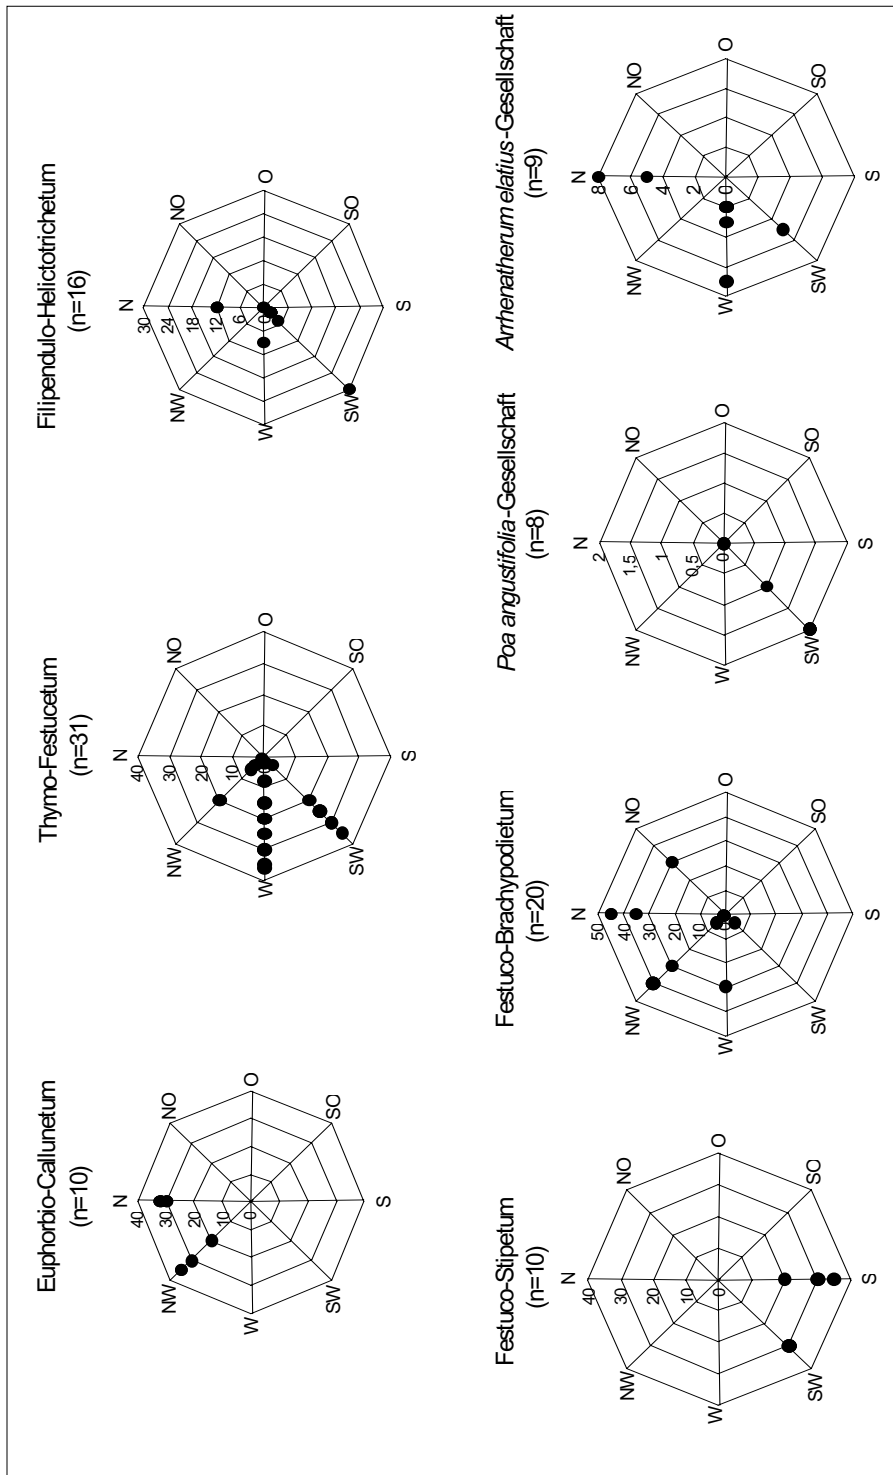 Euphorbio-Callunetum
(n=10)
N
40
NW
NO
30
20
10
W
0
O
SW
SO
S
Thymo-Festucetum
(n=31)
N
40
NW
NO
30
20
10
W
0
O
SW
SO
S
Filipendulo-Helictotrichetum
(n=16)
N
30
24
NW
NO
18
12
6
W
0
O
SW
SO
S
Festuco-Stipetum
(n=10)
N
40
NW
NO
30
20
10
W
0
O
SW
SO
S
Festuco-Brachypodietum
(n=20)
N
50
40
NW
NO
30
20
10
W
0
O
SW
SO
S
Poa angustifolia-Gesellschaft
(n=8)
N
2
NW
NO
1,5
1
0,5
W
0
O
SW
SO
S
Arrhenatherum elatius-Gesellschaft
(n=9)
N
8
NW
NO
6
4
2
W
0
O
SW
SO
S